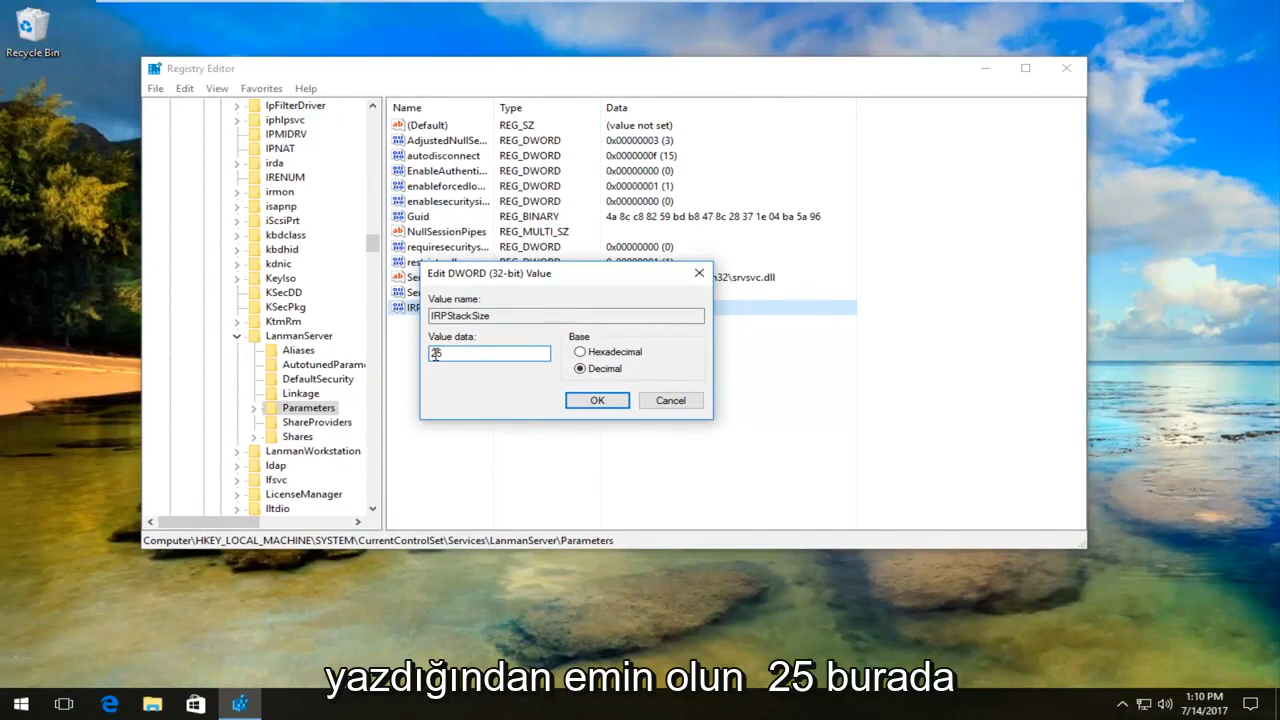 Recycle Bin
Registry Editor
File Edit View Favorites Help
IpFilterDriver
iphlpsvc
IPMIDRV
IPNAT
irda
IRENUM
irmon
isapnp
iScsiPrt
kbdclass
kbdhid
kdnic
KeyIso
KSecDD
KSecPkg
KtmRm
LanmanServer
Aliases
AutotunedParam
DefaultSecurity
Linkage
Parameters
ShareProviders
Shares
LanmanWorkstation
ldap
lfsvc
LicenseManager
lltdio
Name Type Data
(Default) REG_SZ (value not set)
AdjustedNullSe... REG_DWORD 0x00000003 (3)
autodisconnect REG_DWORD 0x0000000f (15)
EnableAuthenti... REG_DWORD 0x00000000 (0)
enableforcedlo... REG_DWORD 0x00000001 (1)
enablesecuritysi... REG_DWORD 0x00000000 (0)
Guid REG_BINARY 4a 8c c8 82 59 bd b8 47 8c 28 37 1e 04 ba 5a 96
NullSessionPipes REG_MULTI_SZ
requiresecuritys... REG_DWORD 0x00000000 (0)
Edit DWORD (32-bit) Value
Value name:
IRPStackSize
Value data:
25
Base
Hexadecimal
Decimal
OK Cancel
m32\srvsvc.dll
Computer\HKEY_LOCAL_MACHINE\SYSTEM\CurrentControlSet\Services\LanmanServer\Parameters
yazdığından emin olun 25 burada
1:10 PM
7/14/2017